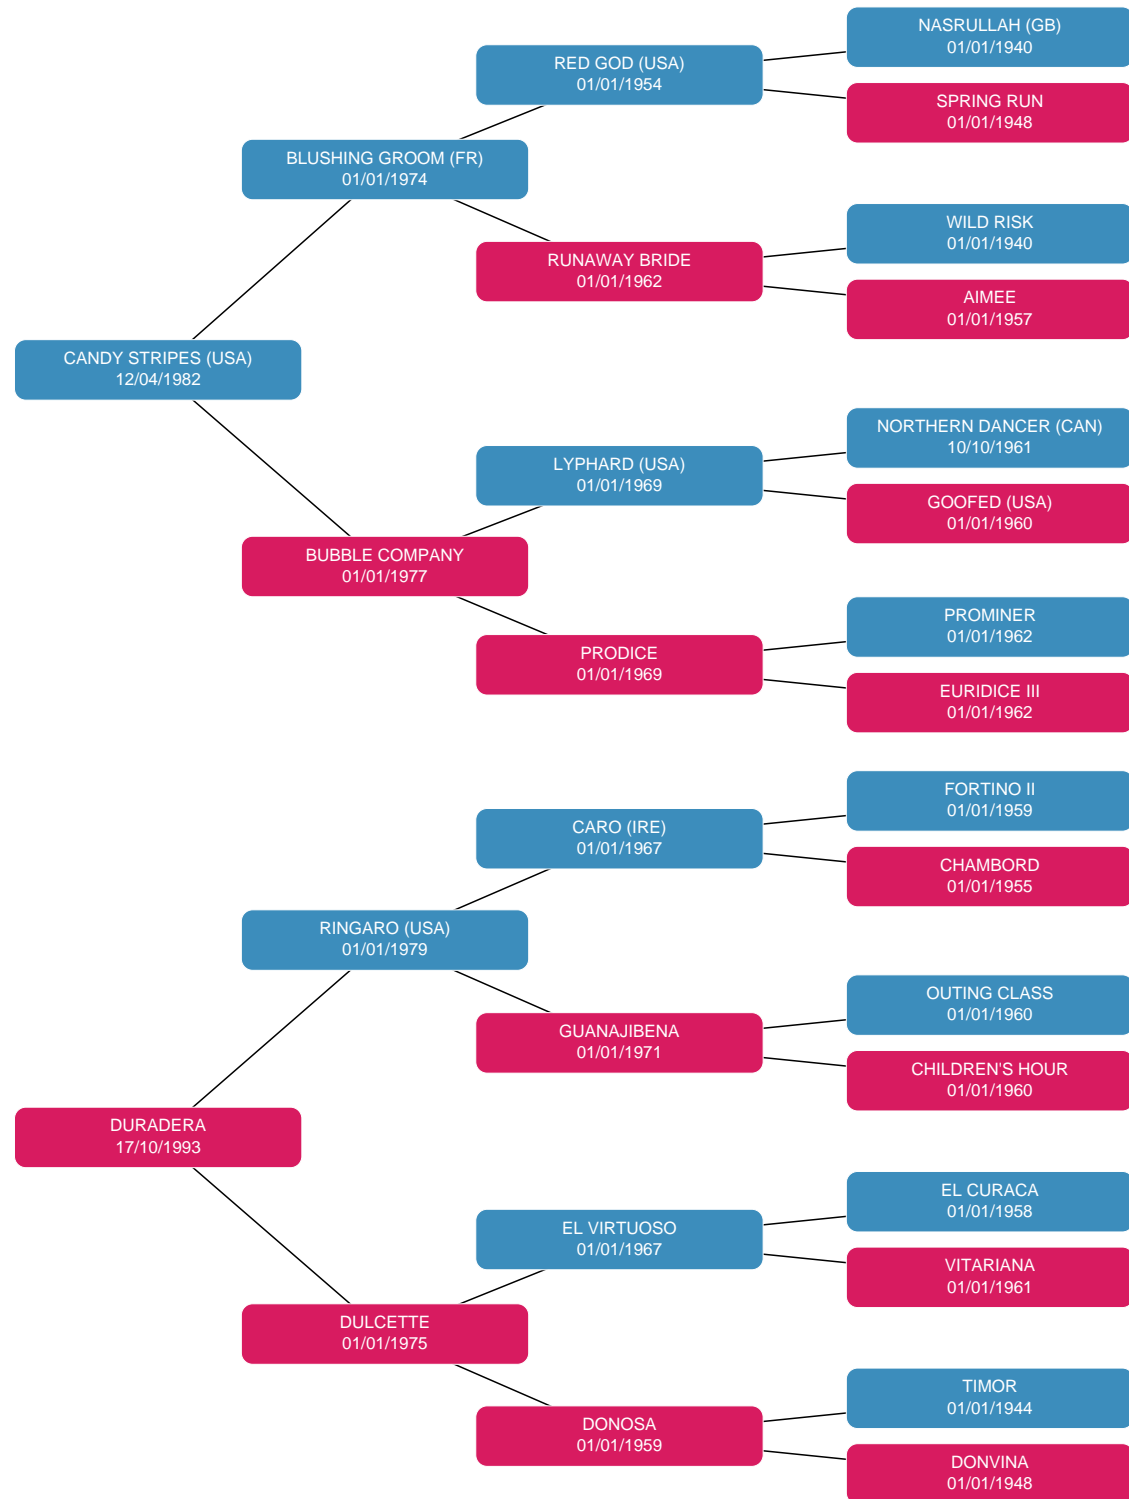 NASRULLAH (GB)
01/01/1940
RED GOD (USA)
01/01/1954
SPRING RUN
01/01/1948
BLUSHING GROOM (FR)
01/01/1974
WILD RISK
01/01/1940
RUNAWAY BRIDE
01/01/1962
AIMEE
01/01/1957
CANDY STRIPES (USA)
12/04/1982
NORTHERN DANCER (CAN)
10/10/1961
LYPHARD (USA)
01/01/1969
GOOFED (USA)
01/01/1960
BUBBLE COMPANY
01/01/1977
PROMINER
01/01/1962
PRODICE
01/01/1969
EURIDICE III
01/01/1962
FORTINO II
01/01/1959
CARO (IRE)
01/01/1967
CHAMBORD
01/01/1955
RINGARO (USA)
01/01/1979
OUTING CLASS
01/01/1960
GUANAJIBENA
01/01/1971
CHILDREN'S HOUR
01/01/1960
DURADERA
17/10/1993
EL CURACA
01/01/1958
EL VIRTUOSO
01/01/1967
VITARIANA
01/01/1961
DULCETTE
01/01/1975
TIMOR
01/01/1944
DONOSA
01/01/1959
DONVINA
01/01/1948